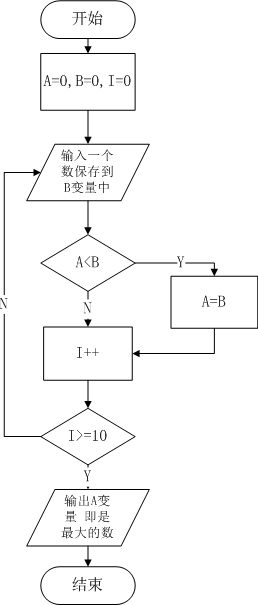 开始
A=0,B=0,I=0
输入一个
数保存到
B变量中
A<B
Y
N
A=B
I++
N
I>=10
Y
输出A变
量 即是
最大的数
结束